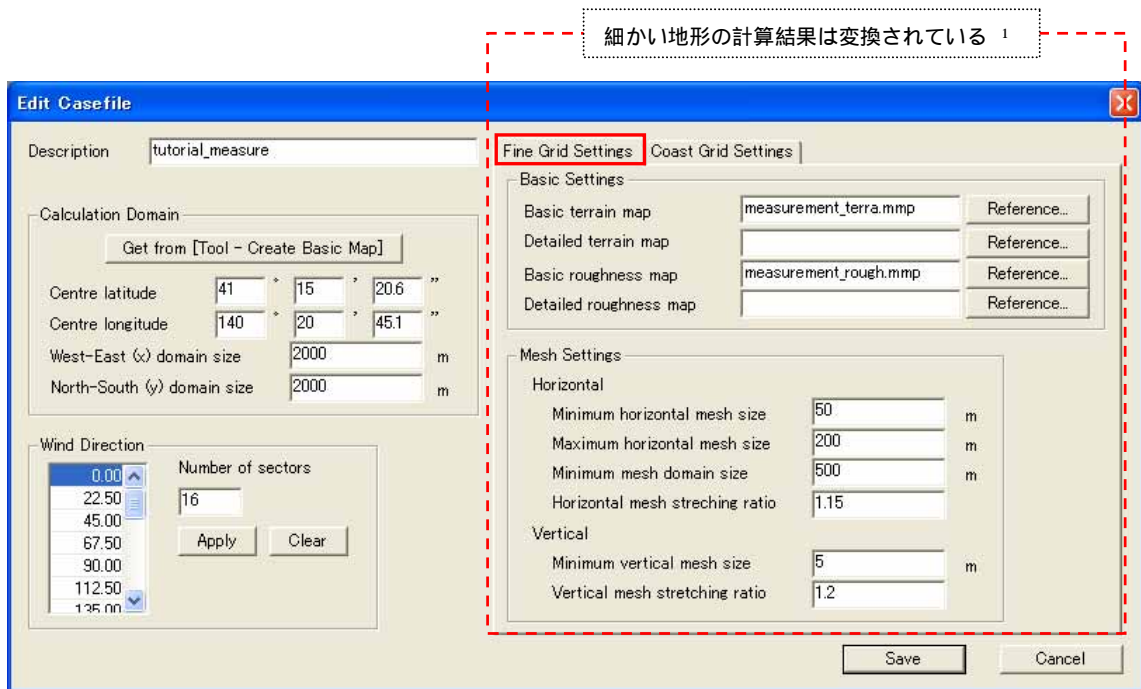 細かい地形の計算結果は変換されている 1
Edit Casefile
Description tutorial_measure
Calculation Domain
Get from [Tool - Create Basic Map]
Centre latitude 41 ° 15 ' 20.6 "
Centre longitude 140 ° 20 ' 45.1 "
West-East (x) domain size 2000 m
North-South (y) domain size 2000 m
Wind Direction
0.00
22.50
45.00
67.50
90.00
112.50
135.00
Number of sectors
16
Apply Clear
Fine Grid Settings Coast Grid Settings
Basic Settings
Basic terrain map measurement_terra.mmp Reference...
Detailed terrain map Reference...
Basic roughness map measurement_rough.mmp Reference...
Detailed roughness map Reference...
Mesh Settings
Horizontal
Minimum horizontal mesh size 50 m
Maximum horizontal mesh size 200 m
Minimum mesh domain size 500 m
Horizontal mesh streching ratio 1.15
Vertical
Minimum vertical mesh size 5 m
Vertical mesh stretching ratio 1.2
Save Cancel